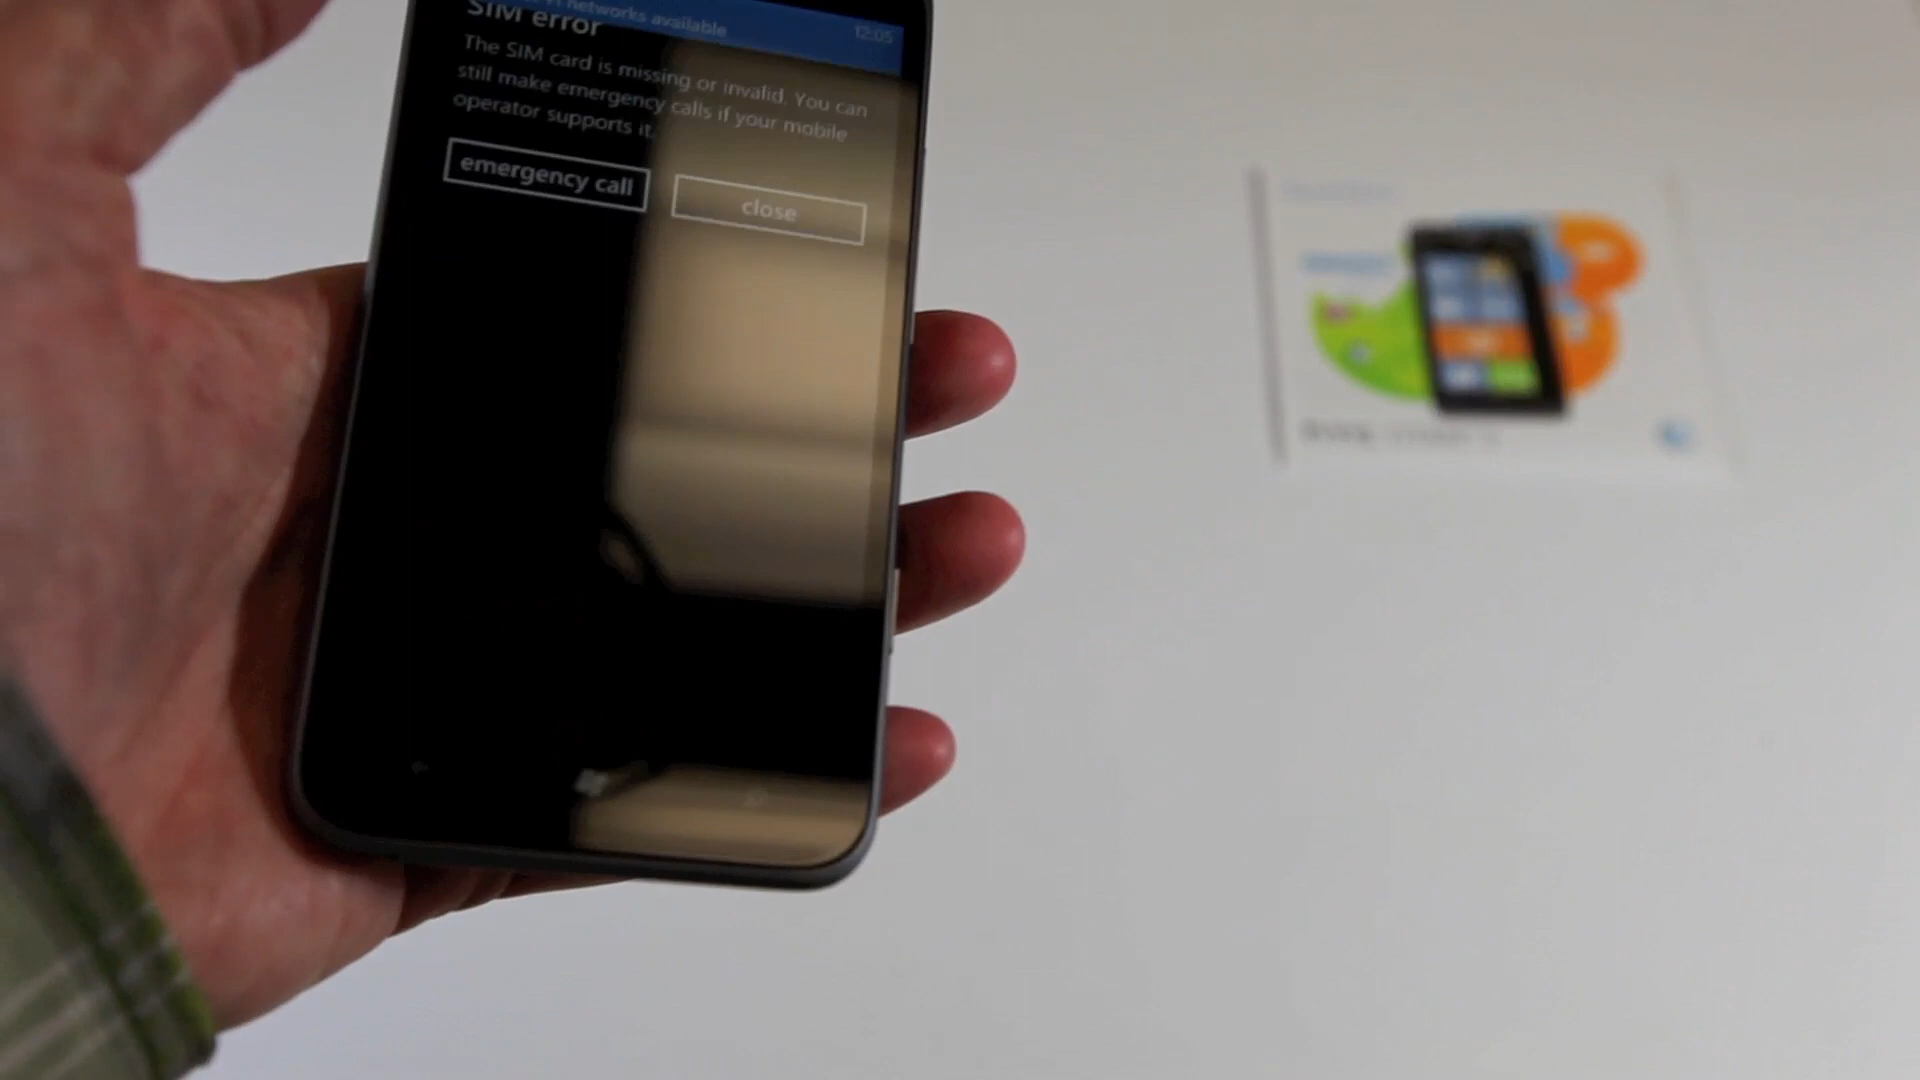 networks available
12:05
SIM error
The SIM card is missing or invalid. You can
still make emergency calls if your mobile
operator supports it.
emergency call
close